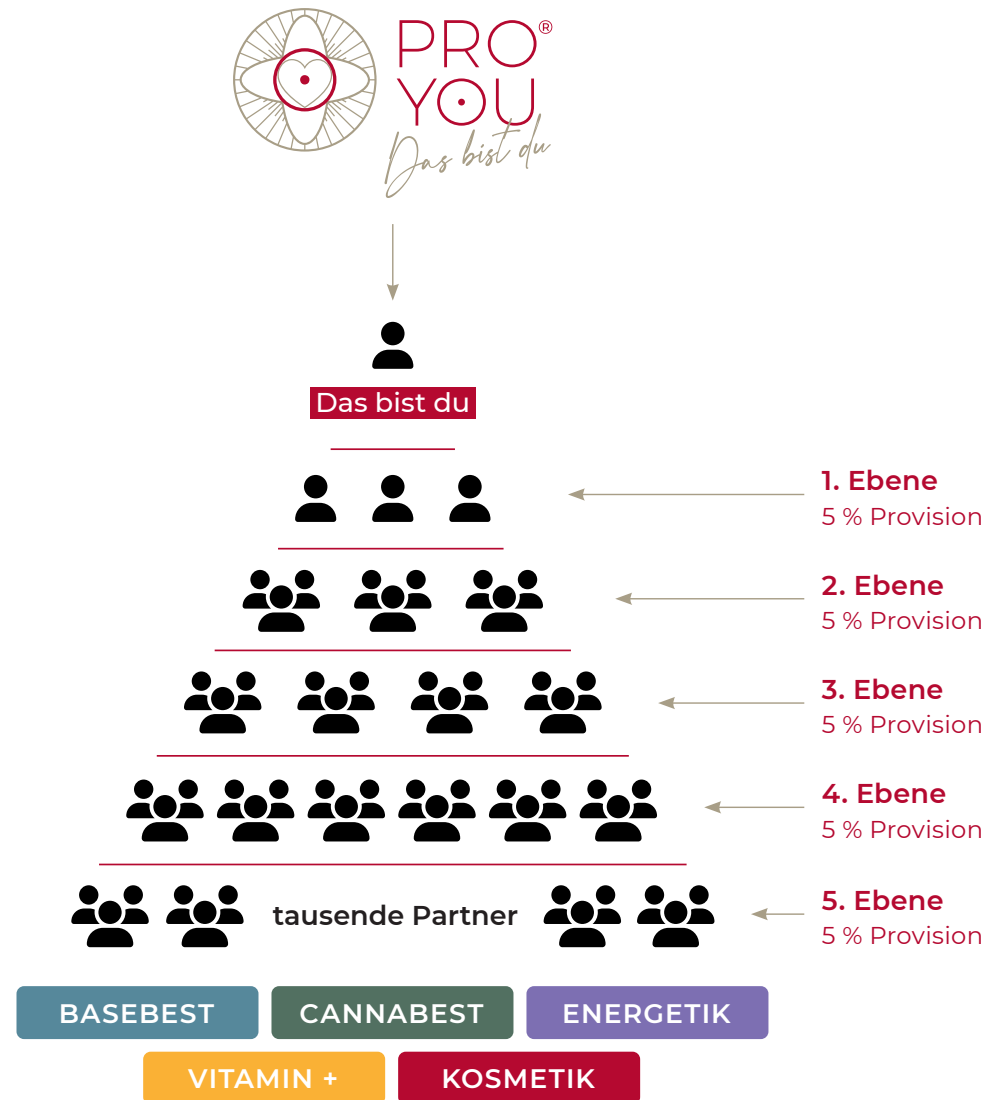 PRO®
YOU
Das bist du
Das bist du
1. Ebene
5 % Provision
2. Ebene
5 % Provision
3. Ebene
5 % Provision
4. Ebene
5 % Provision
tausende Partner
5. Ebene
5 % Provision
BASEBEST CANNABEST ENERGETIK
VITAMIN + KOSMETIK